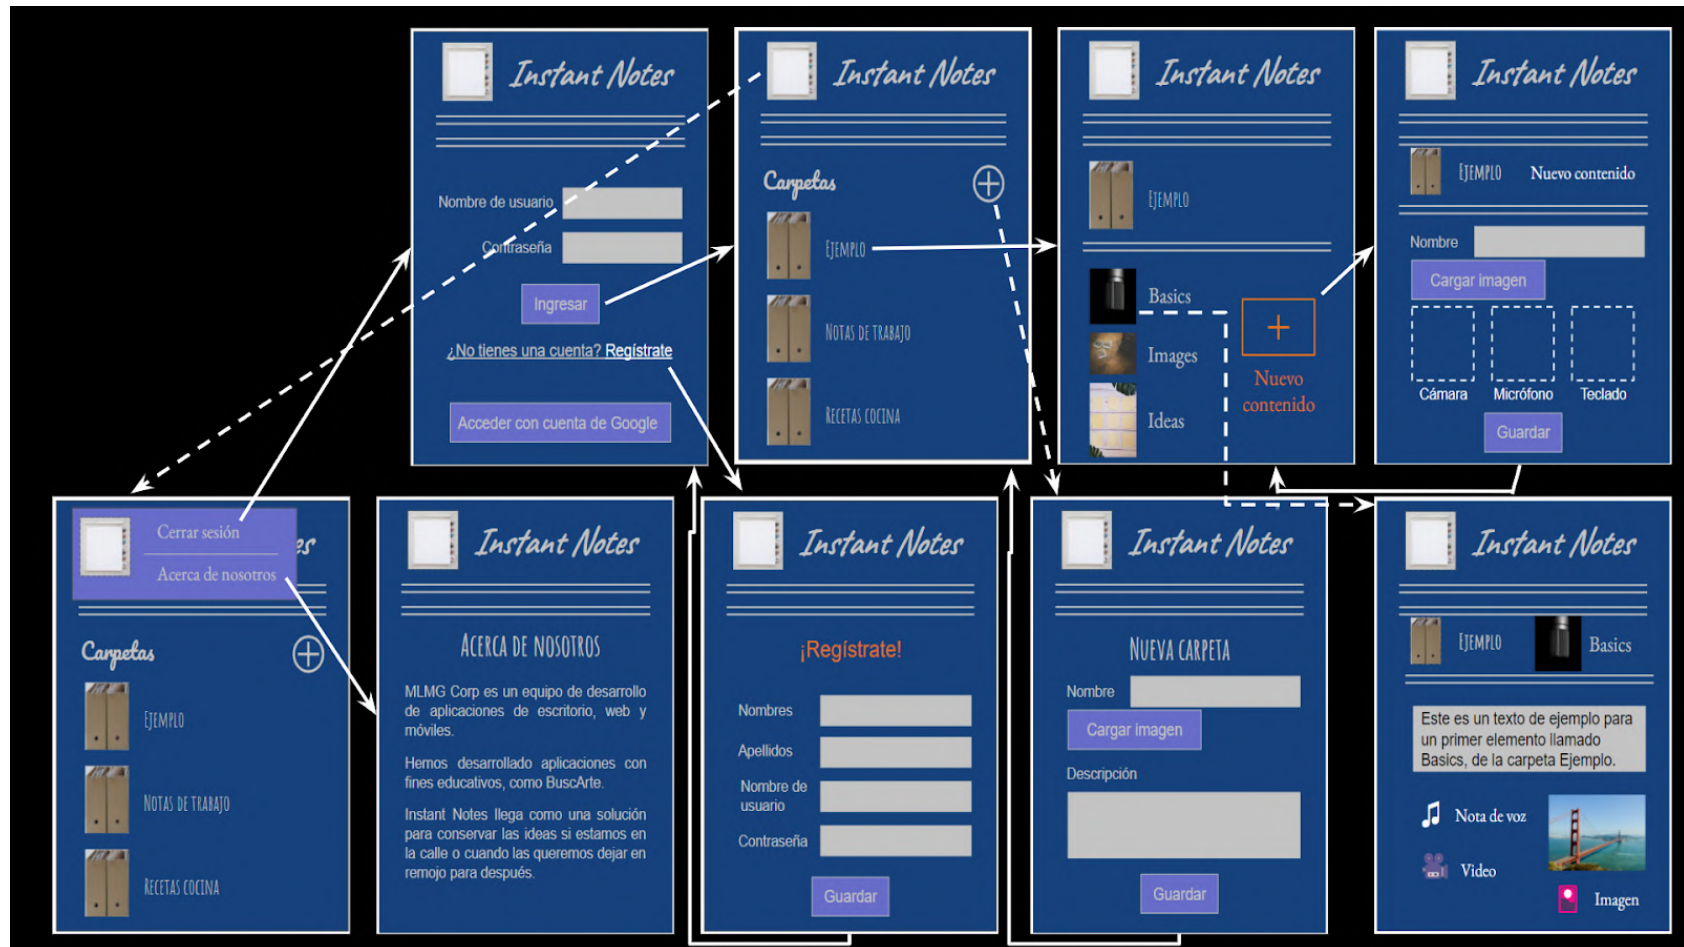 Instant Notes
Nombre de usuario
Contraseña
Ingresar
¿No tienes una cuenta? Regístrate
Acceder con cuenta de Google
Instant Notes
Carpetas
EJEMPLO
NOTAS DE TRABAJO
RECETAS COCINA
Instant Notes
EJEMPLO
Basics
Images
Ideas
Nuevo
contenido
Instant Notes
EJEMPLO Nuevo contenido
Nombre
Cargar imagen
Cámara Micrófono Teclado
Guardar
Cerrar sesión
es
Acerca de nosotros
Carpetas
EJEMPLO
NOTAS DE TRABAJO
RECETAS COCINA
Instant Notes
ACERCA DE NOSOTROS
MLMG Corp es un equipo de desarrollo
de aplicaciones de escritorio, web y
móviles.
Hemos desarrollado aplicaciones con
fines educativos, como BuscArte.
Instant Notes llega como una solución
para conservar las ideas si estamos en
la calle o cuando las queremos dejar en
remojo para después.
Instant Notes
¡Regístrate!
Nombres
Apellidos
Nombre de
usuario
Contraseña
Guardar
Instant Notes
NUEVA CARPETA
Nombre
Cargar imagen
Descripción
Guardar
Instant Notes
EJEMPLO Basics
Este es un texto de ejemplo para
un primer elemento llamado
Basics, de la carpeta Ejemplo.
Nota de voz
Video
Imagen